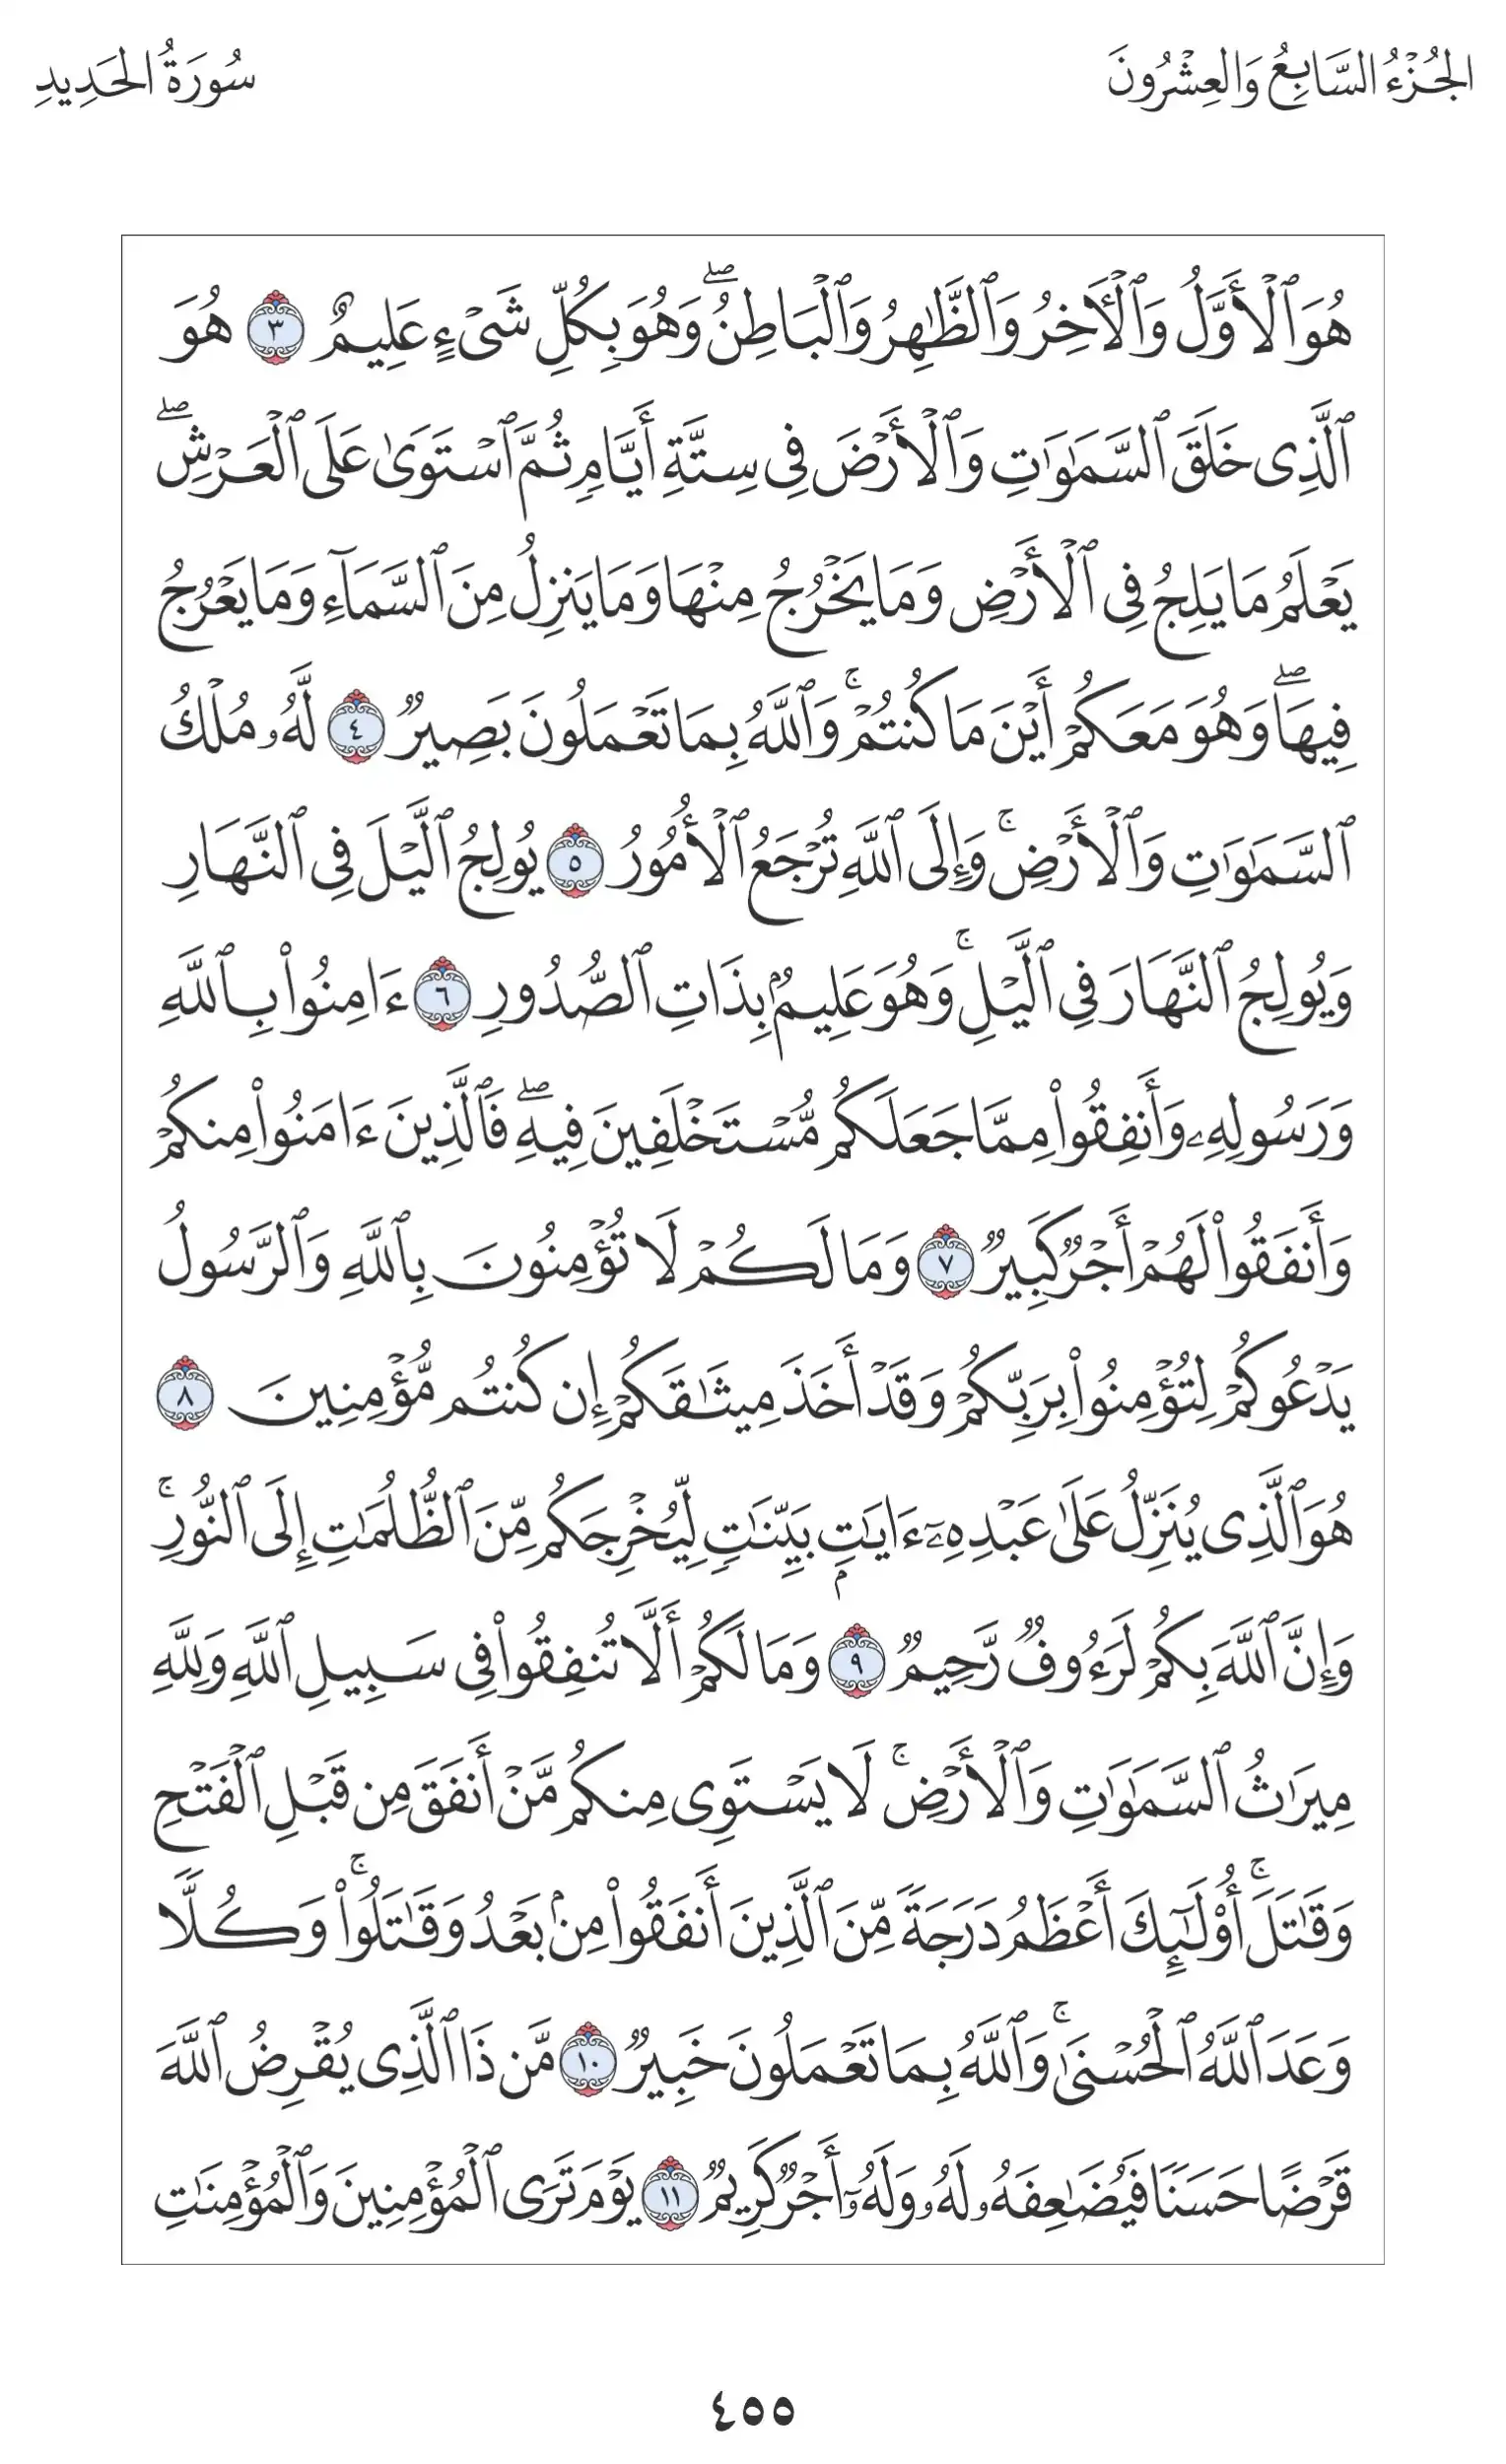 الجُزْءُ السَّابِعُ وَالعِشْرُونَ
سُورَةُ الحَدِيدِ
هُوَ ٱلۡأَوَّلُ وَٱلۡأٓخِرُ وَٱلظَّٰهِرُ وَٱلۡبَاطِنُۖ وَهُوَ بِكُلِّ شَيۡءٍ عَلِيمٌ ٣ هُوَ
ٱلَّذِي خَلَقَ ٱلسَّمَٰوَٰتِ وَٱلۡأَرۡضَ فِي سِتَّةِ أَيَّامٖ ثُمَّ ٱسۡتَوَىٰ عَلَى ٱلۡعَرۡشِۖ
يَعۡلَمُ مَا يَلِجُ فِي ٱلۡأَرۡضِ وَمَا يَخۡرُجُ مِنۡهَا وَمَا يَنزِلُ مِنَ ٱلسَّمَآءِ وَمَا يَعۡرُجُ
فِيهَاۖ وَهُوَ مَعَكُمۡ أَيۡنَ مَا كُنتُمۡۚ وَٱللَّهُ بِمَا تَعۡمَلُونَ بَصِيرٞ ٤ لَّهُۥ مُلۡكُ
ٱلسَّمَٰوَٰتِ وَٱلۡأَرۡضِۚ وَإِلَى ٱللَّهِ تُرۡجَعُ ٱلۡأُمُورُ ٥ يُولِجُ ٱلَّيۡلَ فِي ٱلنَّهَارِ
وَيُولِجُ ٱلنَّهَارَ فِي ٱلَّيۡلِۚ وَهُوَ عَلِيمُۢ بِذَاتِ ٱلصُّدُورِ ٦ ءَامِنُواْ بِٱللَّهِ
وَرَسُولِهِۦ وَأَنفِقُواْ مِمَّا جَعَلَكُم مُّسۡتَخۡلَفِينَ فِيهِۖ فَٱلَّذِينَ ءَامَنُواْ مِنكُمۡ
وَأَنفَقُواْ لَهُمۡ أَجۡرٞ كَبِيرٞ ٧ وَمَا لَكُمۡ لَا تُؤۡمِنُونَ بِٱللَّهِ وَٱلرَّسُولُ
يَدۡعُوكُمۡ لِتُؤۡمِنُواْ بِرَبِّكُمۡ وَقَدۡ أَخَذَ مِيثَٰقَكُمۡ إِن كُنتُم مُّؤۡمِنِينَ ٨
هُوَ ٱلَّذِي يُنَزِّلُ عَلَىٰ عَبۡدِهِۦٓ ءَايَٰتِۭ بَيِّنَٰتٖ لِّيُخۡرِجَكُم مِّنَ ٱلظُّلُمَٰتِ إِلَى ٱلنُّورِۚ
وَإِنَّ ٱللَّهَ بِكُمۡ لَرَءُوفٞ رَّحِيمٞ ٩ وَمَا لَكُمۡ أَلَّا تُنفِقُواْ فِي سَبِيلِ ٱللَّهِ وَلِلَّهِ
مِيرَٰثُ ٱلسَّمَٰوَٰتِ وَٱلۡأَرۡضِۚ لَا يَسۡتَوِي مِنكُم مَّنۡ أَنفَقَ مِن قَبۡلِ ٱلۡفَتۡحِ
وَقَٰتَلَۚ أُوْلَٰٓئِكَ أَعۡظَمُ دَرَجَةٗ مِّنَ ٱلَّذِينَ أَنفَقُواْ مِنۢ بَعۡدُ وَقَٰتَلُواْۚ وَكُلّٗا
وَعَدَ ٱللَّهُ ٱلۡحُسۡنَىٰۚ وَٱللَّهُ بِمَا تَعۡمَلُونَ خَبِيرٞ ١٠ مَّن ذَا ٱلَّذِي يُقۡرِضُ ٱللَّهَ
قَرۡضًا حَسَنٗا فَيُضَٰعِفَهُۥ لَهُۥ وَلَهُۥٓ أَجۡرٞ كَرِيمٞ ١١ يَوۡمَ تَرَى ٱلۡمُؤۡمِنِينَ وَٱلۡمُؤۡمِنَٰتِ
٤٥٥